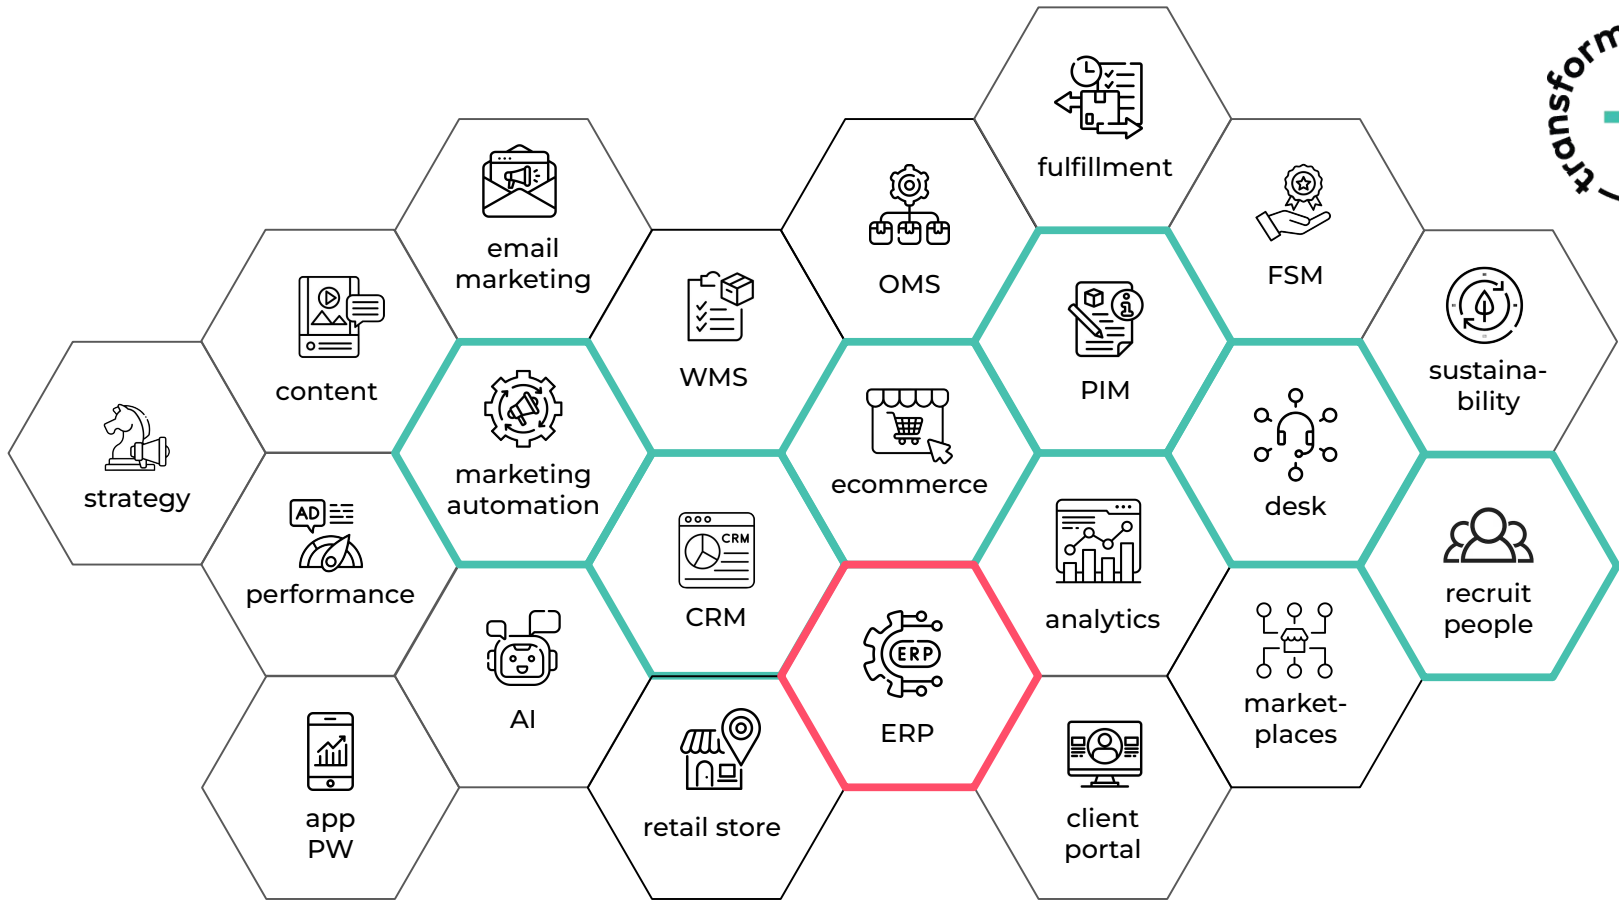 transform
fulfillment
email
marketing
OMS
FSM
content
WMS
PIM
sustaina-
bility
strategy
marketing
automation
ecommerce
desk
AD
performance
CRM
CRM
analytics
recruit
people
AI
ERP
ERP
market-
places
app
PW
retail store
client
portal